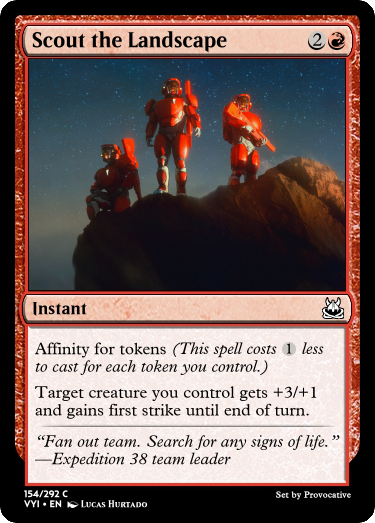 Scout the Landscape 2
Instant
Affinity for tokens (This spell costs 1 less
to cast for each token you control.)
Target creature you control gets +3/+1
and gains first strike until end of turn.
“Fan out team. Search for any signs of life.”
—Expedition 38 team leader
154/292 C
VYI • EN Lucas Hurtado
Set by Provocative